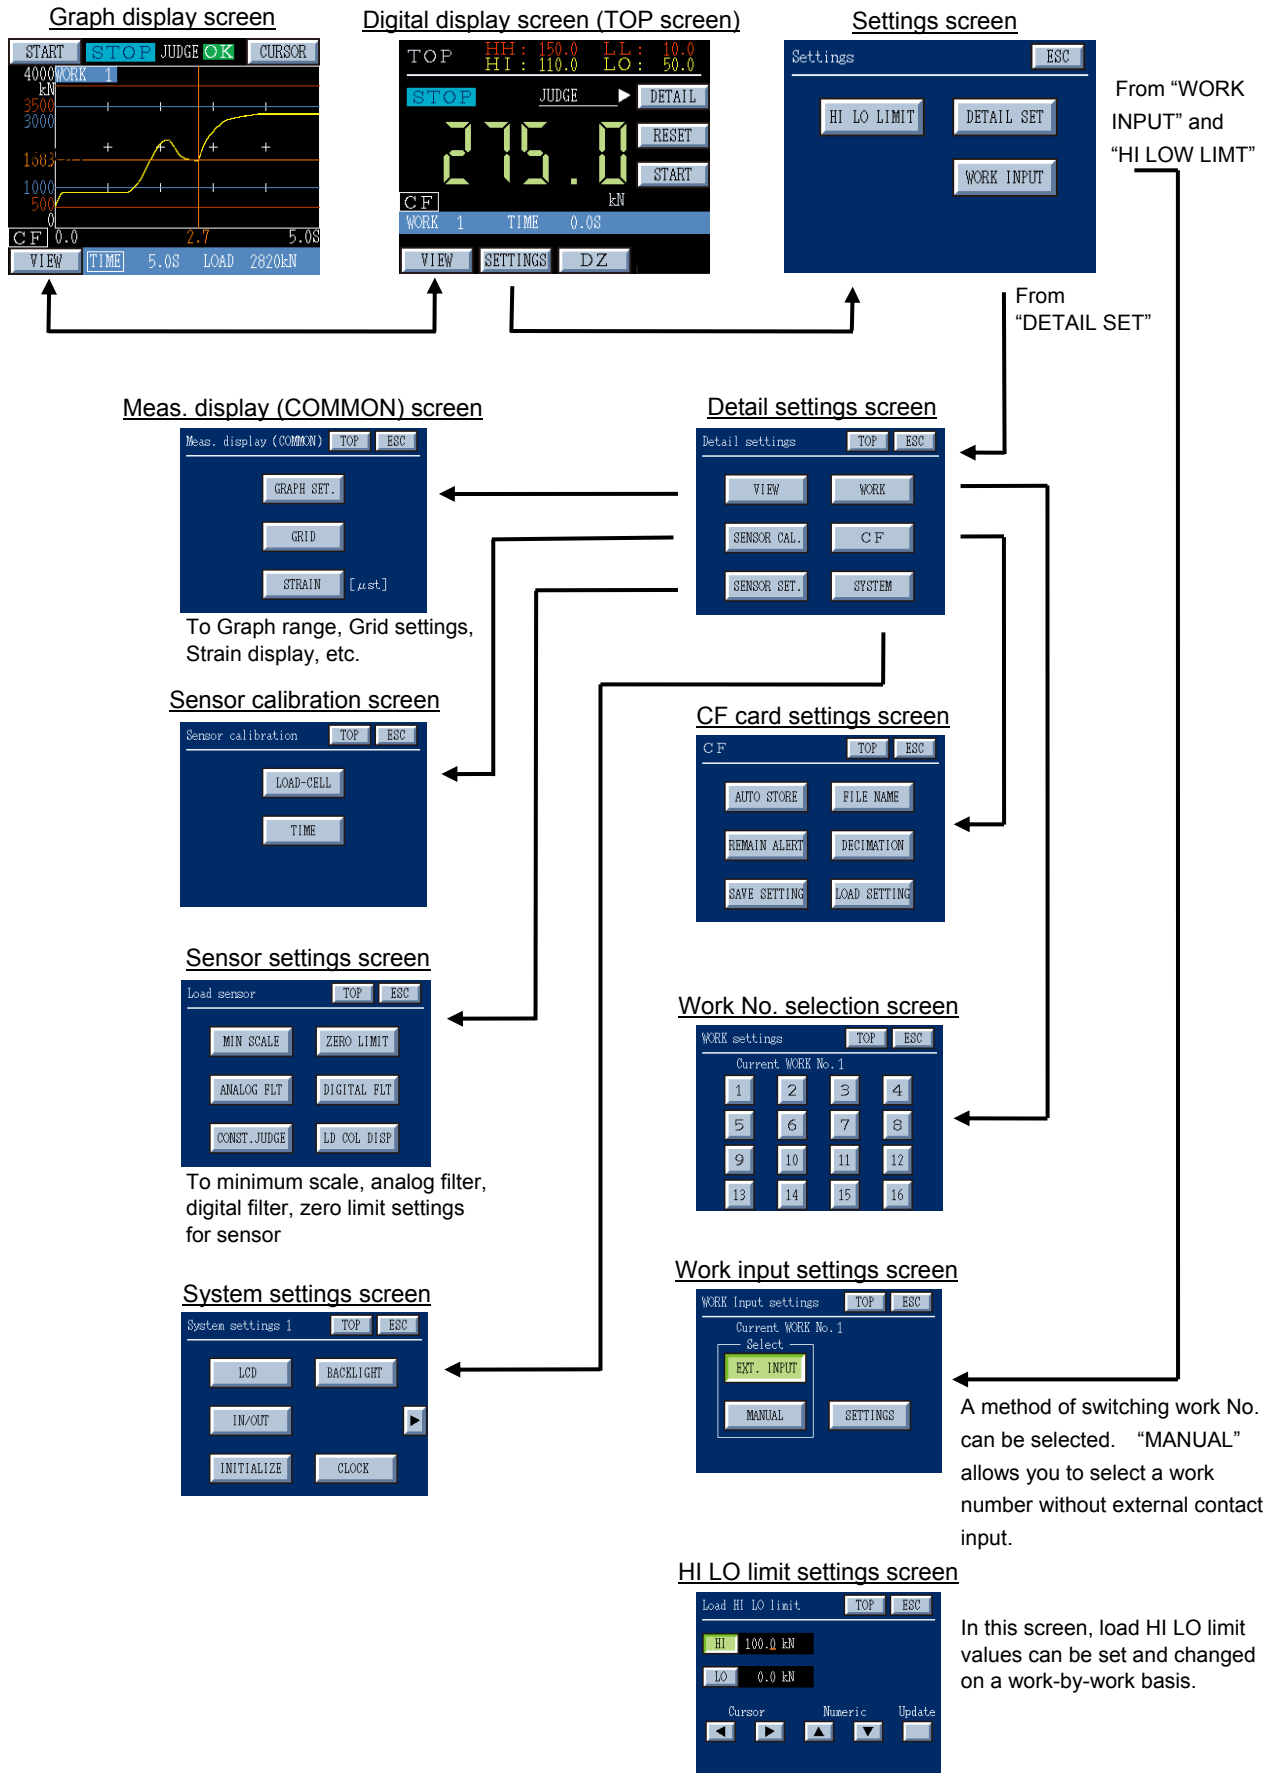 Graph display screen
START STOP JUDGE OK CURSOR
4000 WORK 1
kN
3500
3000
1683
1000
500
0
CF 0.0 2.7 5.0S
VIEW TIME 5.0S LOAD 2820kN
Digital display screen (TOP screen)
TOP HH: 150.0 LL: 10.0
HI: 110.0 LO: 50.0
STOP JUDGE ▶ DETAIL
275.0
RESET
START
CF kN
WORK 1 TIME 0.0S
VIEW SETTINGS DZ
Settings screen
Settings ESC
HI LO LIMIT DETAIL SET
WORK INPUT
From “WORK
INPUT” and
“HI LOW LIMT”
From
“DETAIL SET”
Meas. display (COMMON) screen
Meas. display (COMMON) TOP ESC
GRAPH SET.
GRID
STRAIN [μst]
To Graph range, Grid settings,
Strain display, etc.
Detail settings screen
Detail settings TOP ESC
VIEW WORK
SENSOR CAL. CF
SENSOR SET. SYSTEM
Sensor calibration screen
Sensor calibration TOP ESC
LOAD-CELL
TIME
CF card settings screen
CF TOP ESC
AUTO STORE FILE NAME
REMAIN ALERT DECIMATION
SAVE SETTING LOAD SETTING
Sensor settings screen
Load sensor TOP ESC
MIN SCALE ZERO LIMIT
ANALOG FLT DIGITAL FLT
CONST.JUDGE LD COL DISP
To minimum scale, analog filter,
digital filter, zero limit settings
for sensor
Work No. selection screen
WORK settings TOP ESC
Current WORK No.1
1 2 3 4
5 6 7 8
9 10 11 12
13 14 15 16
System settings screen
System settings 1 TOP ESC
LCD BACKLIGHT
IN/OUT ▶
INITIALIZE CLOCK
Work input settings screen
WORK Input settings TOP ESC
Current WORK No.1
Select
EXT. INPUT
MANUAL SETTINGS
A method of switching work No.
can be selected. “MANUAL”
allows you to select a work
number without external contact
input.
HI LO limit settings screen
Load HI LO limit TOP ESC
HI 100.0 kN
LO 0.0 kN
Cursor Numeric Update
◀ ▶ ▲ ▼
In this screen, load HI LO limit
values can be set and changed
on a work-by-work basis.